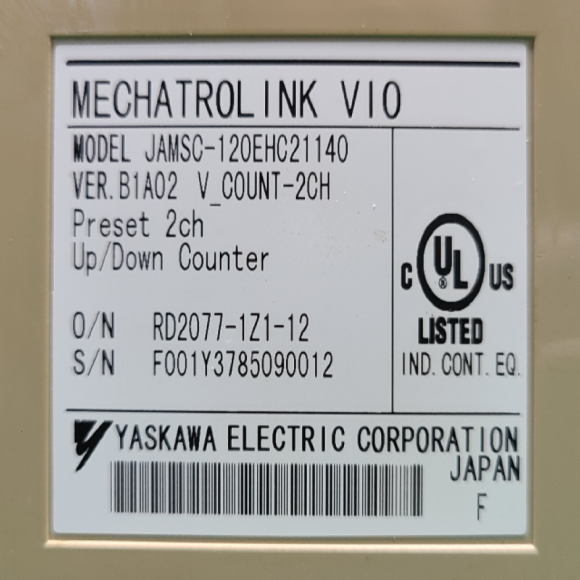 MECHATROLINK VIO
MODEL JAMSC-120EHC21140
VER.B1A02 V_COUNT-2CH
Preset 2ch
Up/Down Counter
O/N RD2077-1Z1-12
S/N F001Y3785090012
C UL ® US
LISTED
IND. CONT. EQ.
YASKAWA ELECTRIC CORPORATION
JAPAN
F